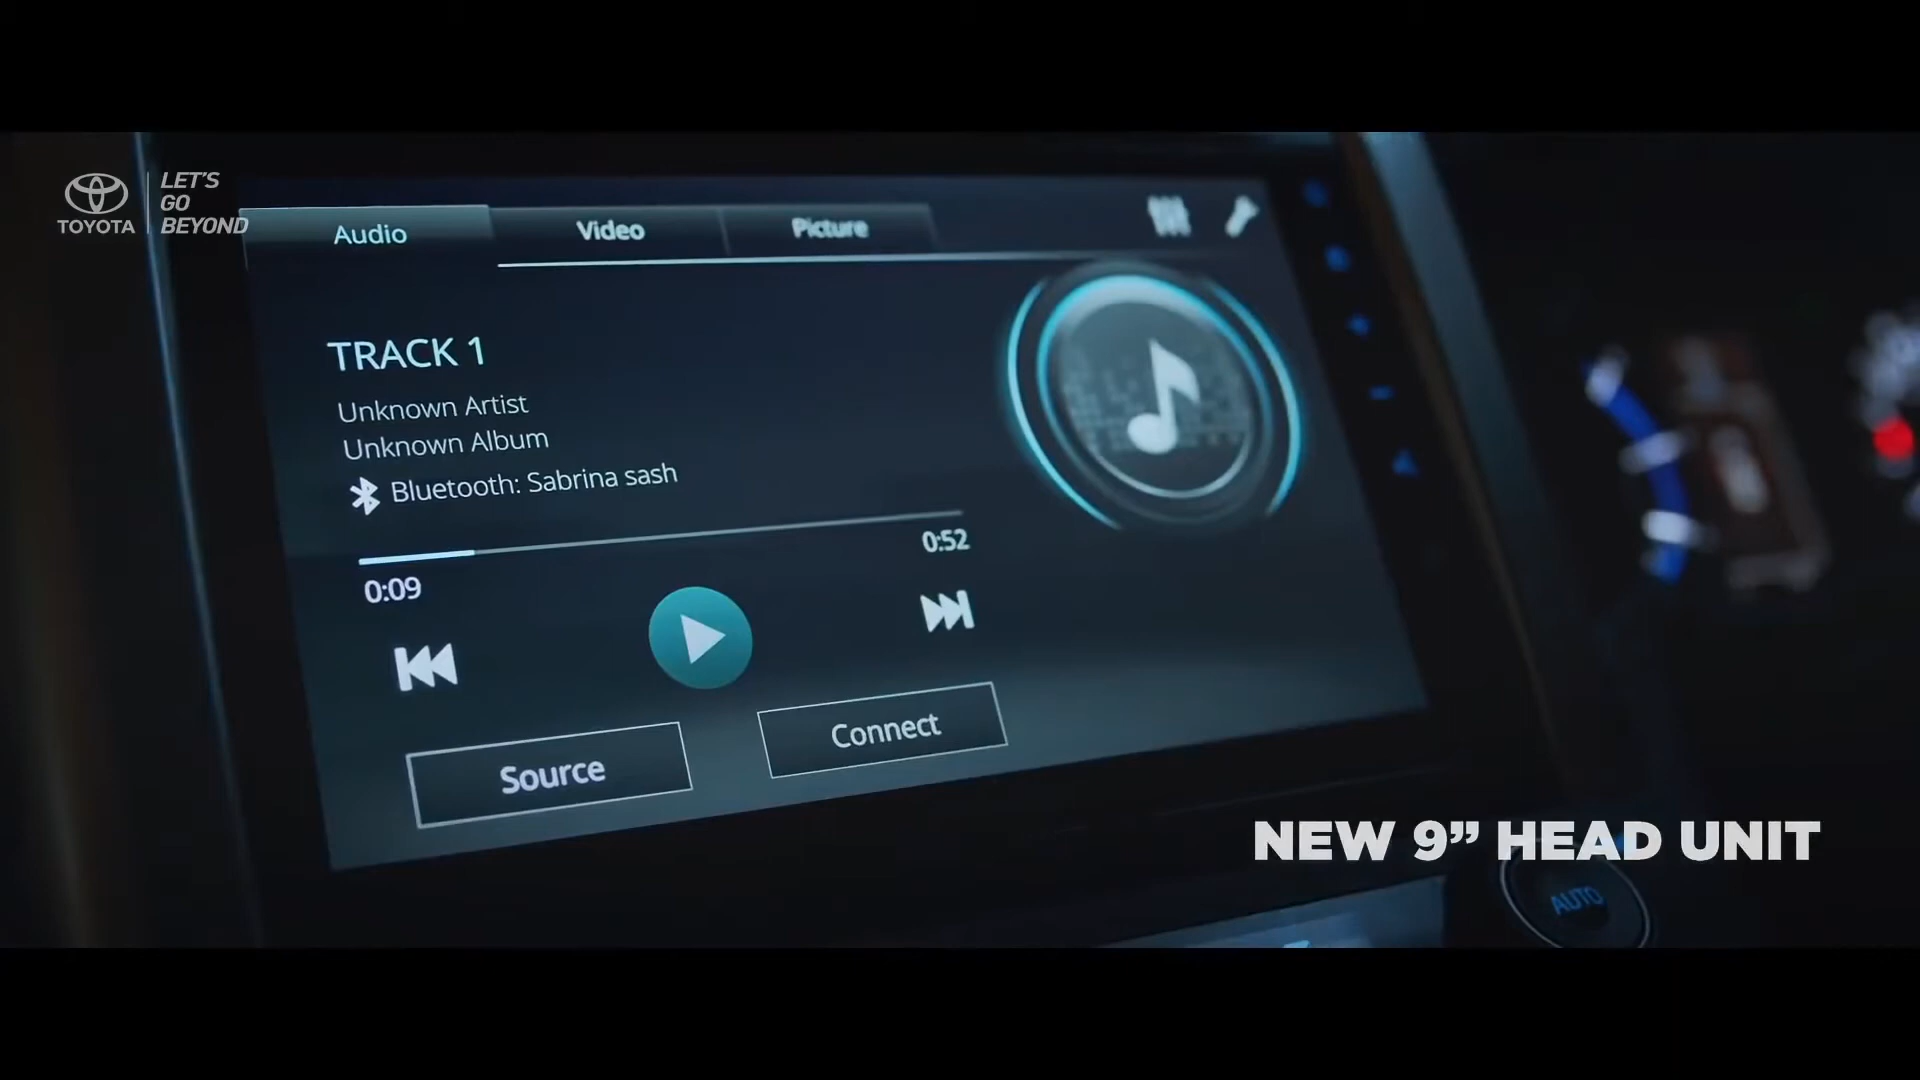 TOYOTA
LET'S
GO
BEYOND
Audio
Video
Picture
TRACK 1
Unknown Artist
Unknown Album
Bluetooth: Sabrina sash
0:09
0:52
Source
Connect
NEW 9” HEAD UNIT
AUTO